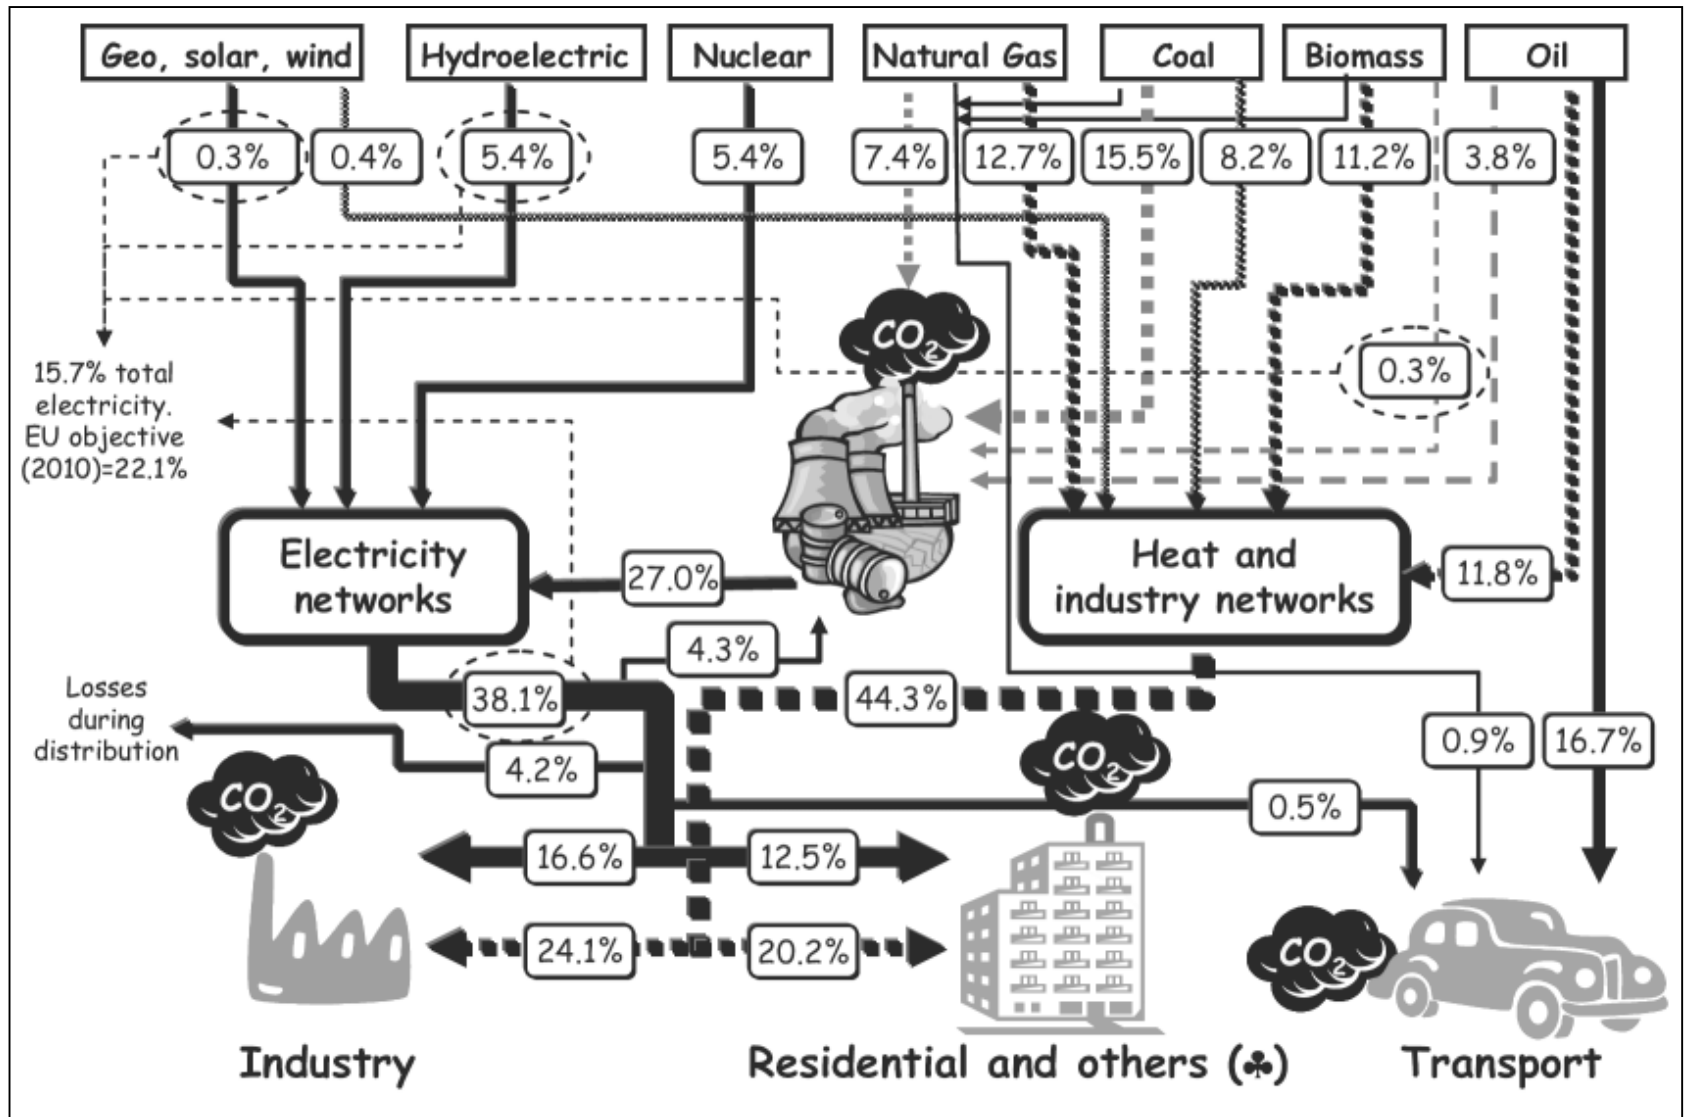 Geo, solar, wind
Hydroelectric
Nuclear
Natural Gas
Coal
Biomass
Oil
0.3%
0.4%
5.4%
5.4%
7.4%
12.7%
15.5%
8.2%
11.2%
3.8%
CO2
0.3%
15.7% total
electricity.
EU objective
(2010)=22.1%
Electricity
networks
27.0%
Heat and
industry networks
11.8%
4.3%
38.1%
44.3%
Losses
during
distribution
4.2%
0.9%
16.7%
CO2
CO2
0.5%
16.6%
12.5%
24.1%
20.2%
CO2
Industry
Residential and others (♣)
Transport